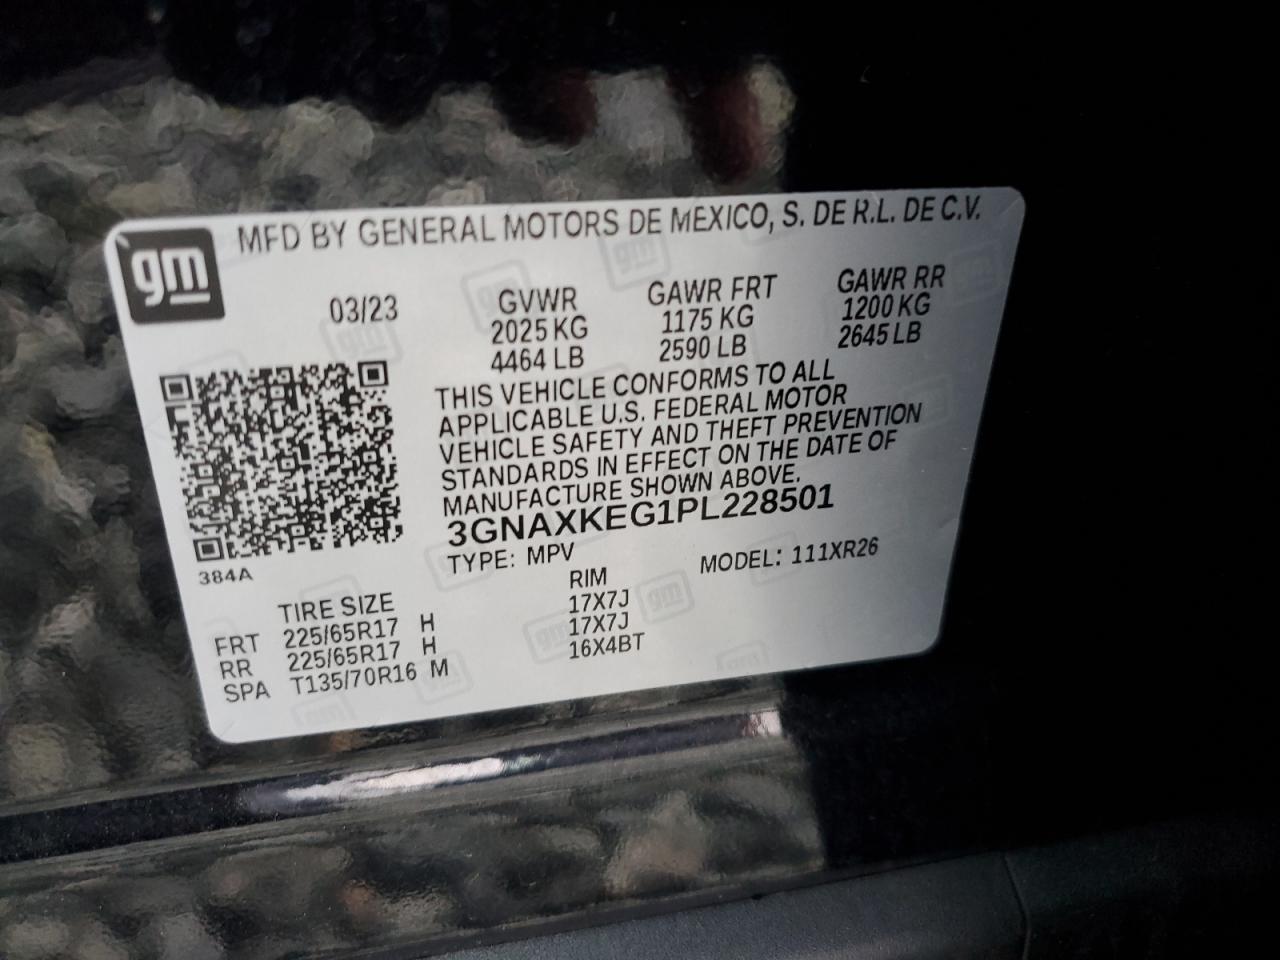 gm
MFD BY GENERAL MOTORS DE MEXICO, S. DE R.L. DE C.V.
03/23
GVWR GAWR FRT GAWR RR
2025 KG 1175 KG 1200 KG
4464 LB 2590 LB 2645 LB
THIS VEHICLE CONFORMS TO ALL
APPLICABLE U.S. FEDERAL MOTOR
VEHICLE SAFETY AND THEFT PREVENTION
STANDARDS IN EFFECT ON THE DATE OF
MANUFACTURE SHOWN ABOVE.
3GNAXKEG1PL228501
TYPE: MPV MODEL: 111XR26
384A
TIRE SIZE RIM
FRT 225/65R17 H 17X7J
RR 225/65R17 H 17X7J
SPA T135/70R16 M 16X4BT